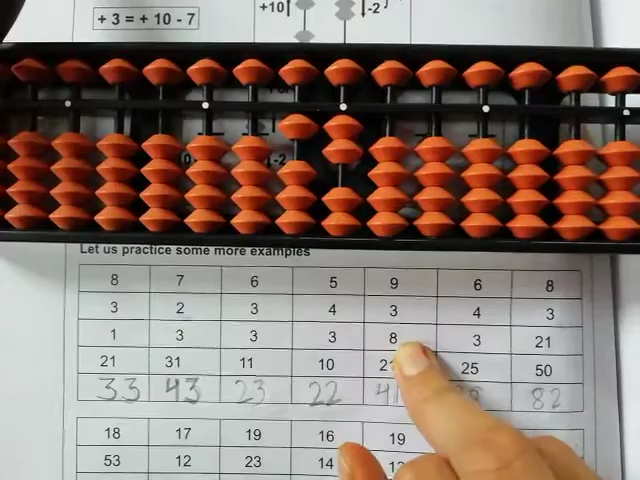 + 3 = + 10 - 7
+10 -2
Let us practice some more examples
8 7 6 5 9 6 8
3 2 3 4 3 4 3
1 3 3 3 8 3 21
21 31 11 10 25 50
33 43 23 22 82
18 17 19 16 19
53 12 23 14